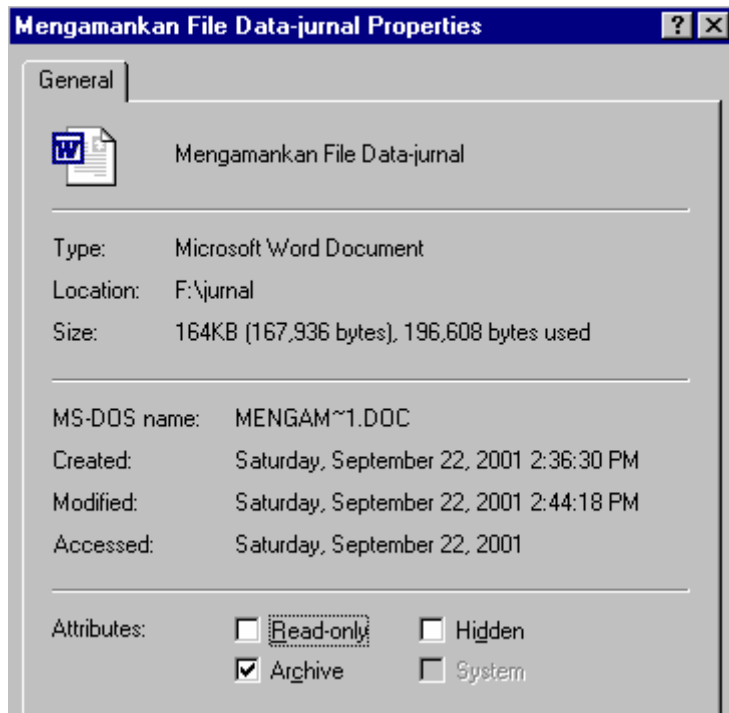 Mengamankan File Data-jurnal Properties
General
Mengamankan File Data-jurnal
Type: Microsoft Word Document
Location: F:\jurnal
Size: 164KB (167,936 bytes), 196,608 bytes used
MS-DOS name: MENGAM~1.DOC
Created: Saturday, September 22, 2001 2:36:30 PM
Modified: Saturday, September 22, 2001 2:44:18 PM
Accessed: Saturday, September 22, 2001
Attributes: Read-only Hidden
Archive System